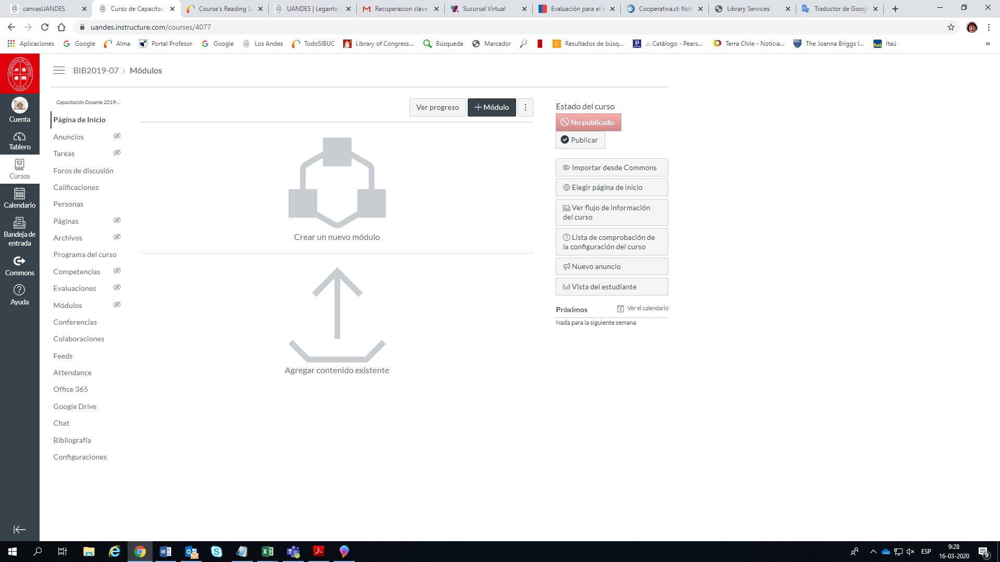 canvasUANDES
Curso de Capacitac
Course's Reading Li
UANDES | Leganto
Recuperacion clave
Sucursal Virtual
Evaluación para el a
Cooperativa.cl: Noti
Library Services
Traductor de Goog
uandes.instructure.com/courses/4077
Aplicaciones
Google
Alma
Portal Profesor
Google
Los Andes
TodoSIBUC
Library of Congress...
Búsqueda
Marcador
Resultados de búsq...
.::. Catálogo - Pears...
Terra Chile - Noticia...
The Joanna Briggs I...
Itaú
BIB2019-07 › Módulos
Cuenta
Tablero
Cursos
Calendario
Bandeja de
entrada
Commons
Ayuda
Capacitación Docente 2019-...
Página de Inicio
Anuncios
Tareas
Foros de discusión
Calificaciones
Personas
Páginas
Archivos
Programa del curso
Competencias
Evaluaciones
Módulos
Conferencias
Colaboraciones
Feeds
Attendance
Office 365
Google Drive
Chat
Bibliografía
Configuraciones
Ver progreso
+ Módulo
Crear un nuevo módulo
Agregar contenido existente
Estado del curso
No publicado
Publicar
Importar desde Commons
Elegir página de inicio
Ver flujo de información
del curso
Lista de comprobación de
la configuración del curso
Nuevo anuncio
Vista del estudiante
Próximos
Ver el calendario
Nada para la siguiente semana
ESP
9:28
16-03-2020
9